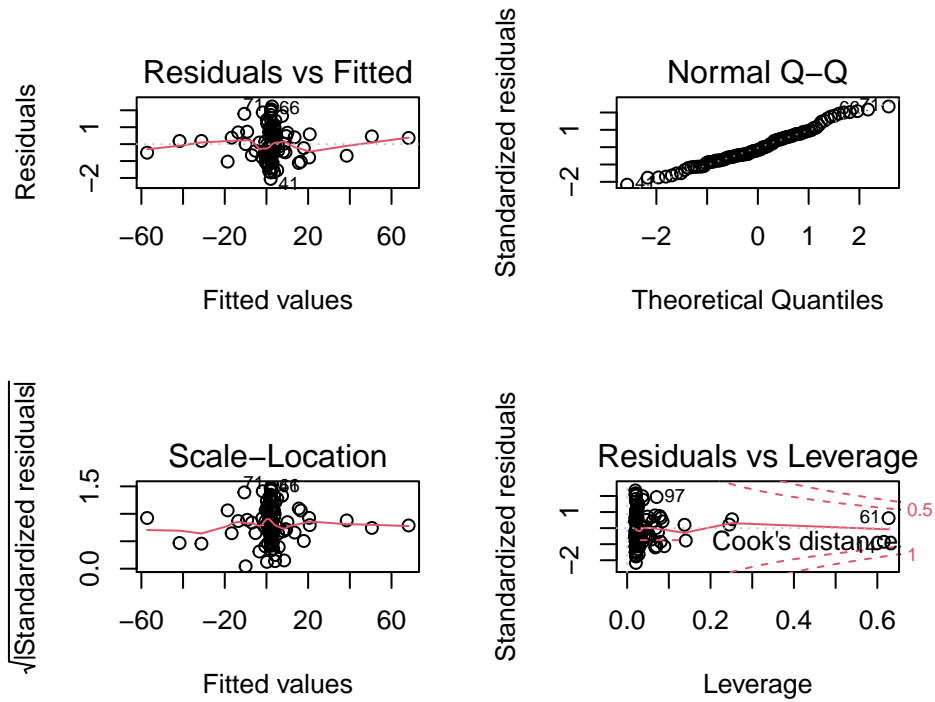 Residuals vs Fitted
Residuals
1
−2
71
66
41
−60
−20
20
60
Fitted values
Normal Q−Q
Standardized residuals
1
−2
71
41
−2
0
1
2
Theoretical Quantiles
Scale−Location
√|Standardized residuals|
1.5
0.0
71
−60
−20
20
60
Fitted values
Residuals vs Leverage
Standardized residuals
1
−2
97
61
Cook's distance
0.5
1
0.0
0.2
0.4
0.6
Leverage